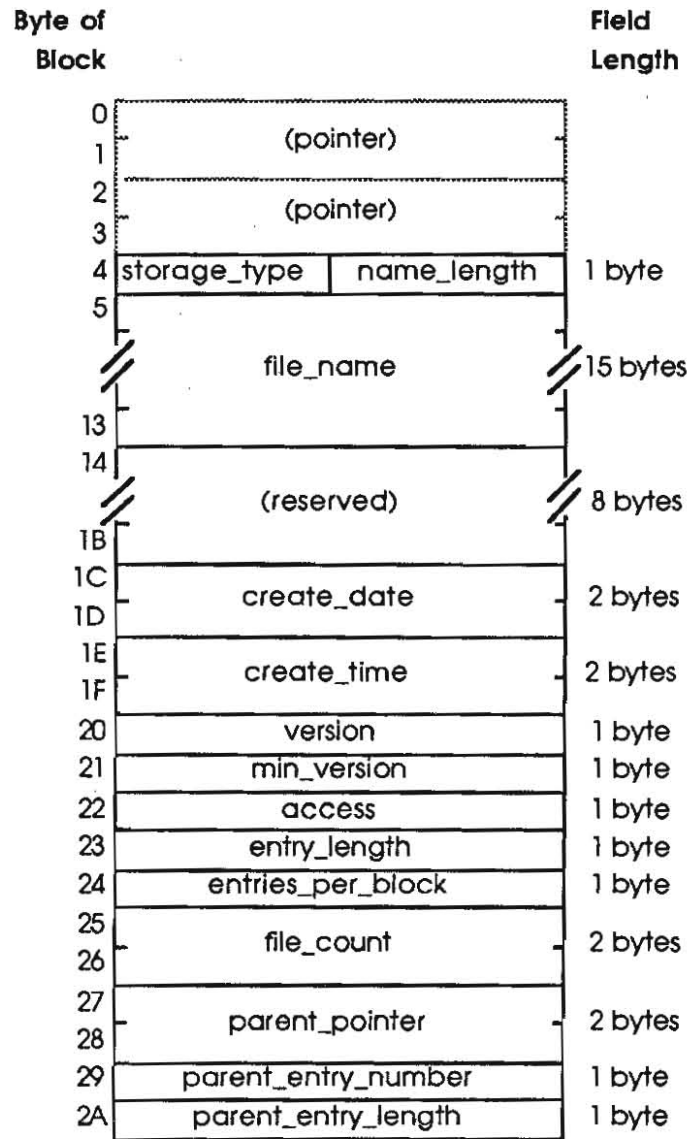 Byte of Block Field Length
0
1 (pointer)
2
3 (pointer)
4 storage_type name_length 1 byte
5
file_name 15 bytes
13
14
(reserved) 8 bytes
1B
1C
create_date 2 bytes
1D
1E
create_time 2 bytes
1F
20 version 1 byte
21 min_version 1 byte
22 access 1 byte
23 entry_length 1 byte
24 entries_per_block 1 byte
25
file_count 2 bytes
26
27
parent_pointer 2 bytes
28
29 parent_entry_number 1 byte
2A parent_entry_length 1 byte